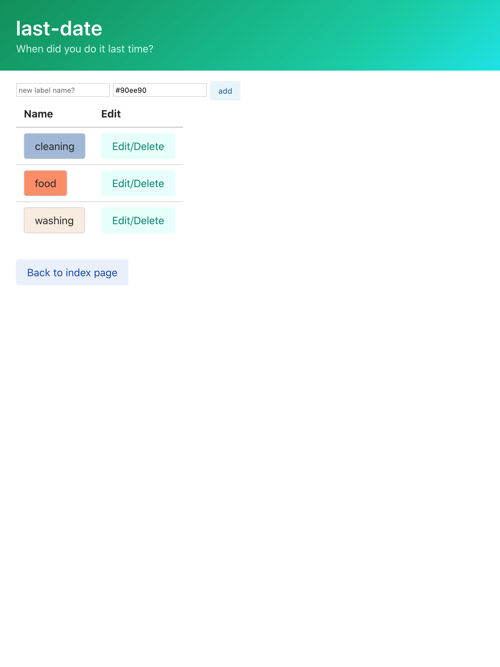 last-date
When did you do it last time?
new label name? #90ee90 add
Name Edit
cleaning Edit/Delete
food Edit/Delete
washing Edit/Delete
Back to index page